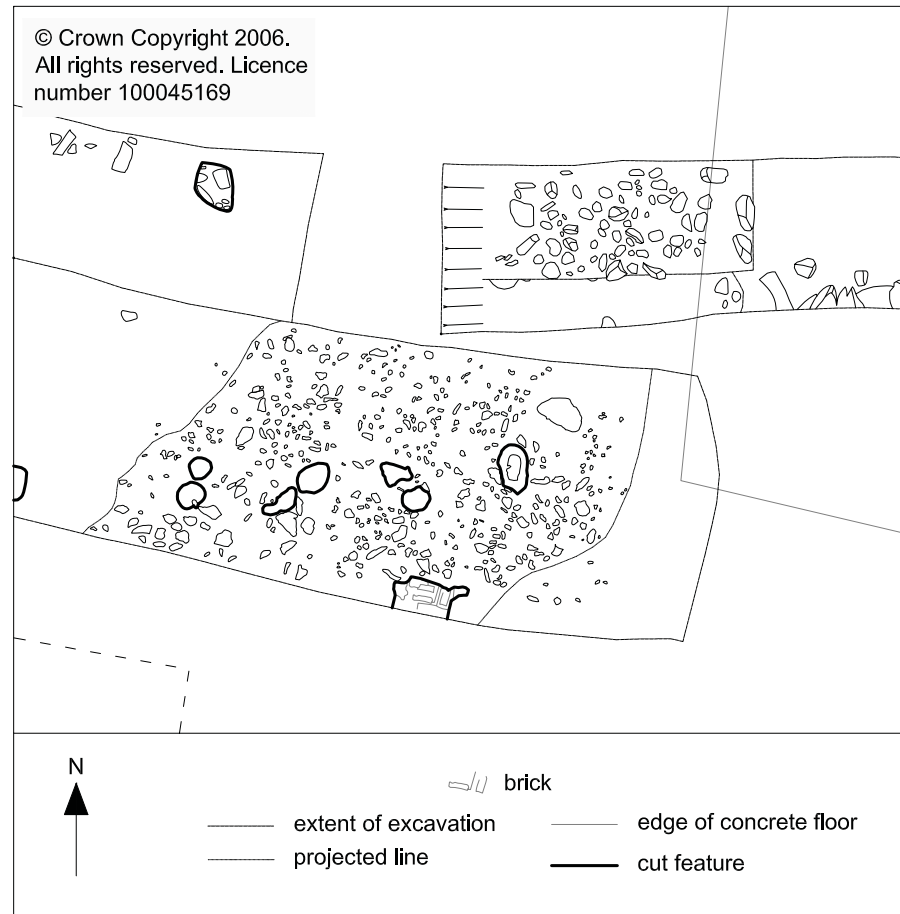 © Crown Copyright 2006.
All rights reserved. Licence
number 100045169
N
brick
extent of excavation
edge of concrete floor
projected line
cut feature